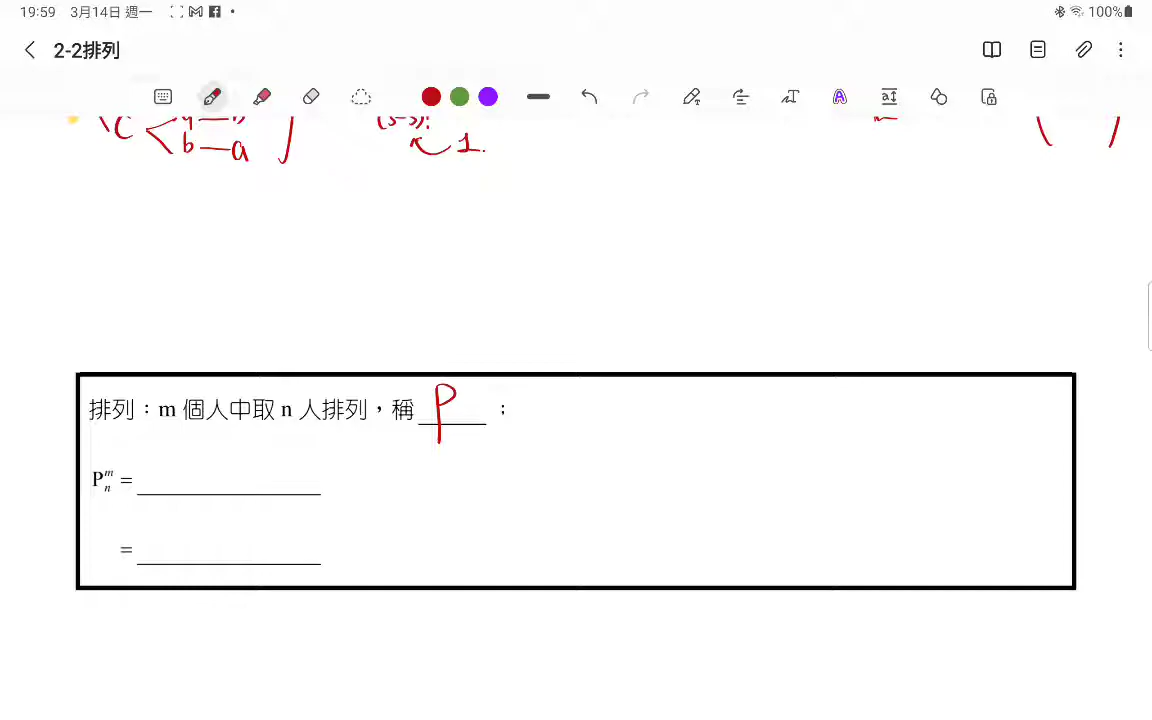 19:59 3月14日 週一 100%
2-2排列
b—a 1.
排列：m 個人中取 n 人排列，稱 P ；
P^m_n =
=